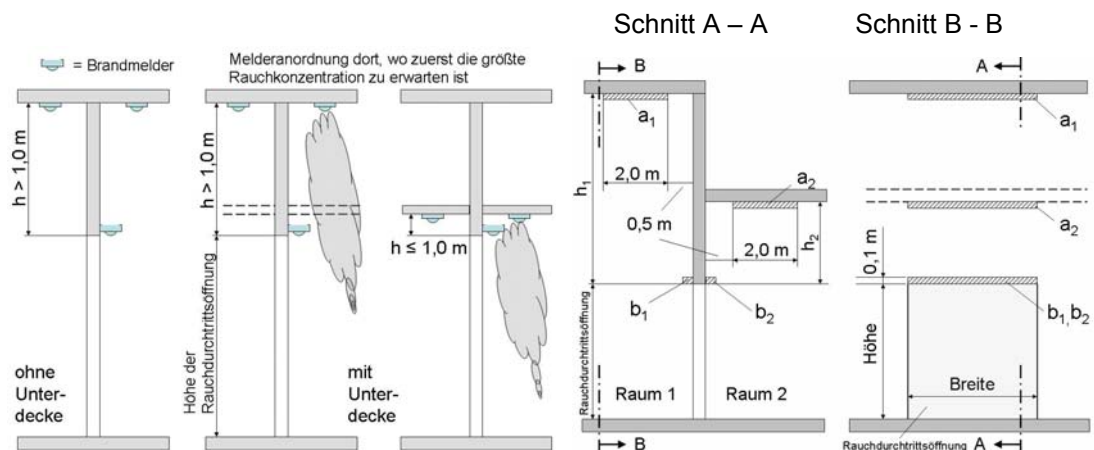 Schnitt A – A
Schnitt B - B
= Brandmelder
Melderanordnung dort, wo zuerst die größte
Rauchkonzentration zu erwarten ist
h > 1,0 m
ohne
Unter-
decke
h > 1,0 m
Höhe der
Rauchdurchtrittsöffnung
mit
Unter-
decke
h ≤ 1,0 m
B
a₁
h₁
2,0 m
0,5 m
a₂
2,0 m
h₂
b₁
b₂
Rauchdurchtrittsöffnung
Raum 1
Raum 2
B
A
a₁
a₂
0,1 m
b₁,b₂
Höhe
Breite
Rauchdurchtrittsöffnung
A